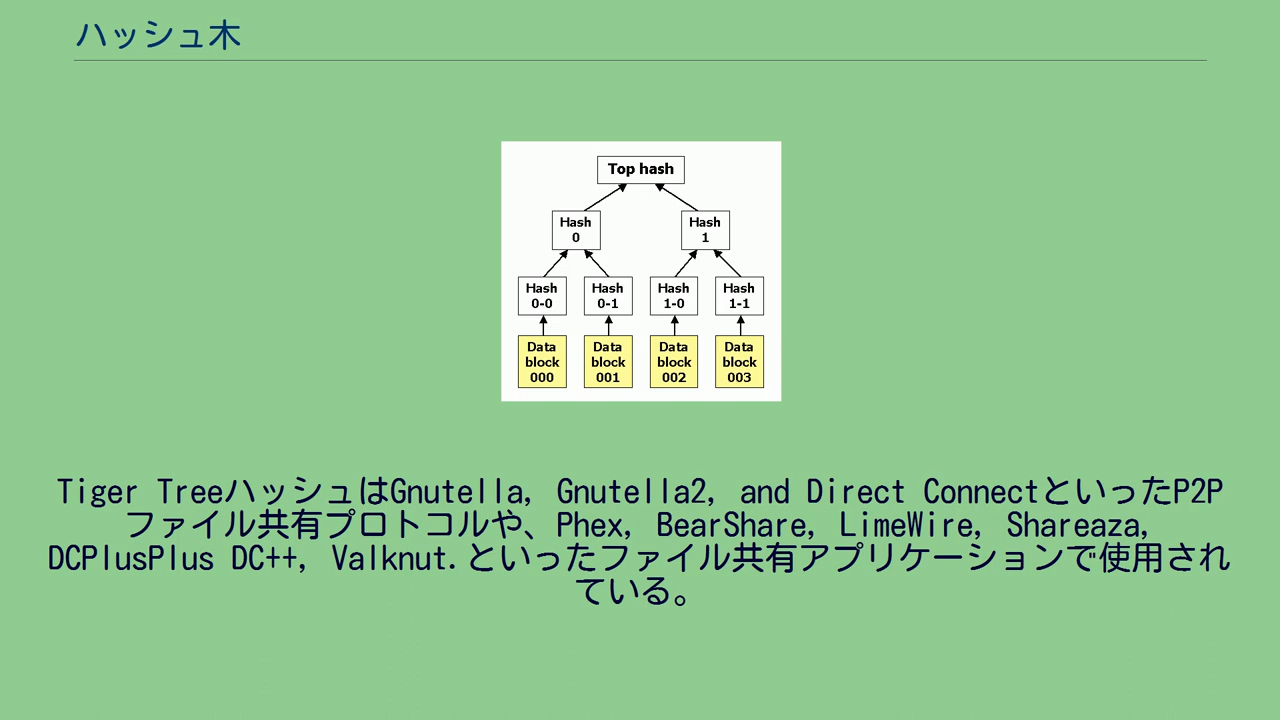 ハッシュ木
Top hash
Hash
0
Hash
1
Hash
0-0
Hash
0-1
Hash
1-0
Hash
1-1
Data
block
000
Data
block
001
Data
block
002
Data
block
003
Tiger TreeハッシュはGnutella, Gnutella2, and Direct ConnectといったP2P
ファイル共有プロトコルや、Phex, BearShare, LimeWire, Shareaza,
DCPlusPlus DC++, Valknut.といったファイル共有アプリケーションで使用され
ている。